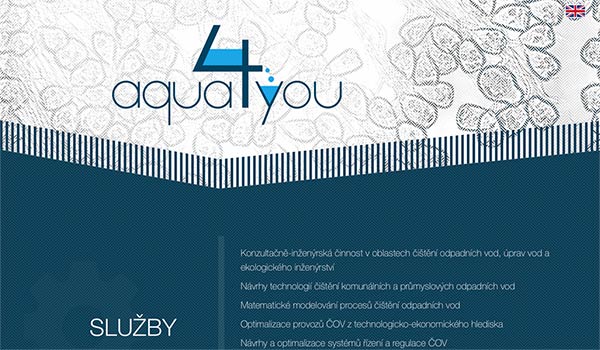 aqua4you
Konzultačně-inženýrská činnost v oblastech čištění odpadních vod, úprav vod a
ekologického inženýrství
Návrhy technologií čištění komunálních a průmyslových odpadních vod
Matematické modelování procesů čištění odpadních vod
SLUŽBY
Optimalizace provozů ČOV z technologicko-ekonomického hlediska
Návrhy a optimalizace systémů řízení a regulace ČOV